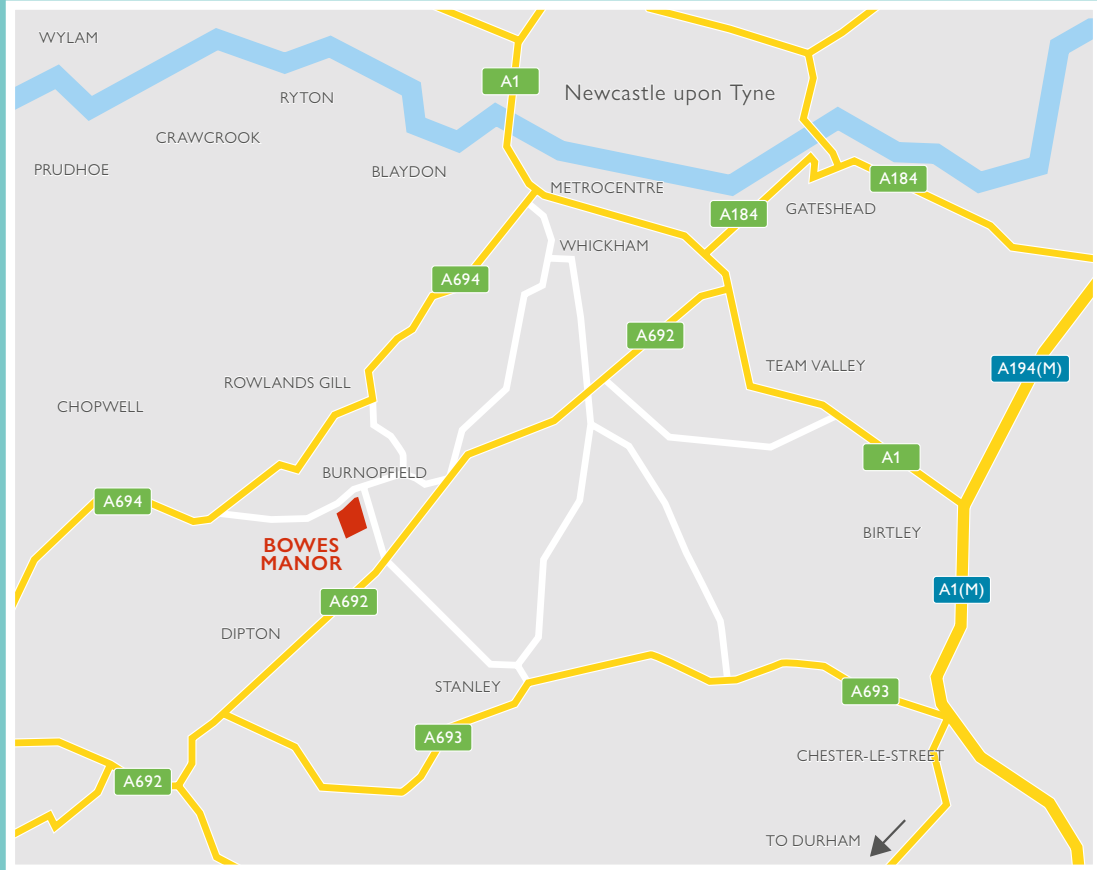 WYLAM
A1
Newcastle upon Tyne
RYTON
CRAWCROOK
PRUDHOE
BLAYDON
METROCENTRE
A184
A184
GATESHEAD
WHICKHAM
A694
A692
TEAM VALLEY
A194(M)
ROWLANDS GILL
CHOPWELL
A1
BURNOPFIELD
A694
BIRTLEY
BOWES
MANOR
A1(M)
A692
DIPTON
STANLEY
A693
A693
CHESTER-LE-STREET
A692
TO DURHAM